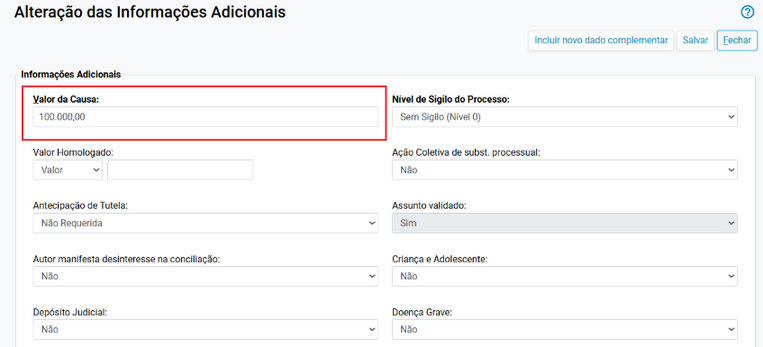 Alteração das Informações Adicionais
?
Incluir novo dado complementar Salvar Fechar
Informações Adicionais
Valor da Causa: Nível de Sigilo do Processo:
100.000,00 Sem Sigilo (Nível 0)
Valor Homologado: Ação Coletiva de subst. processual:
Valor Não
Antecipação de Tutela: Assunto validado:
Não Requerida Sim
Autor manifesta desinteresse na conciliação: Criança e Adolescente:
Não Não
Depósito Judicial: Doença Grave:
Não Não